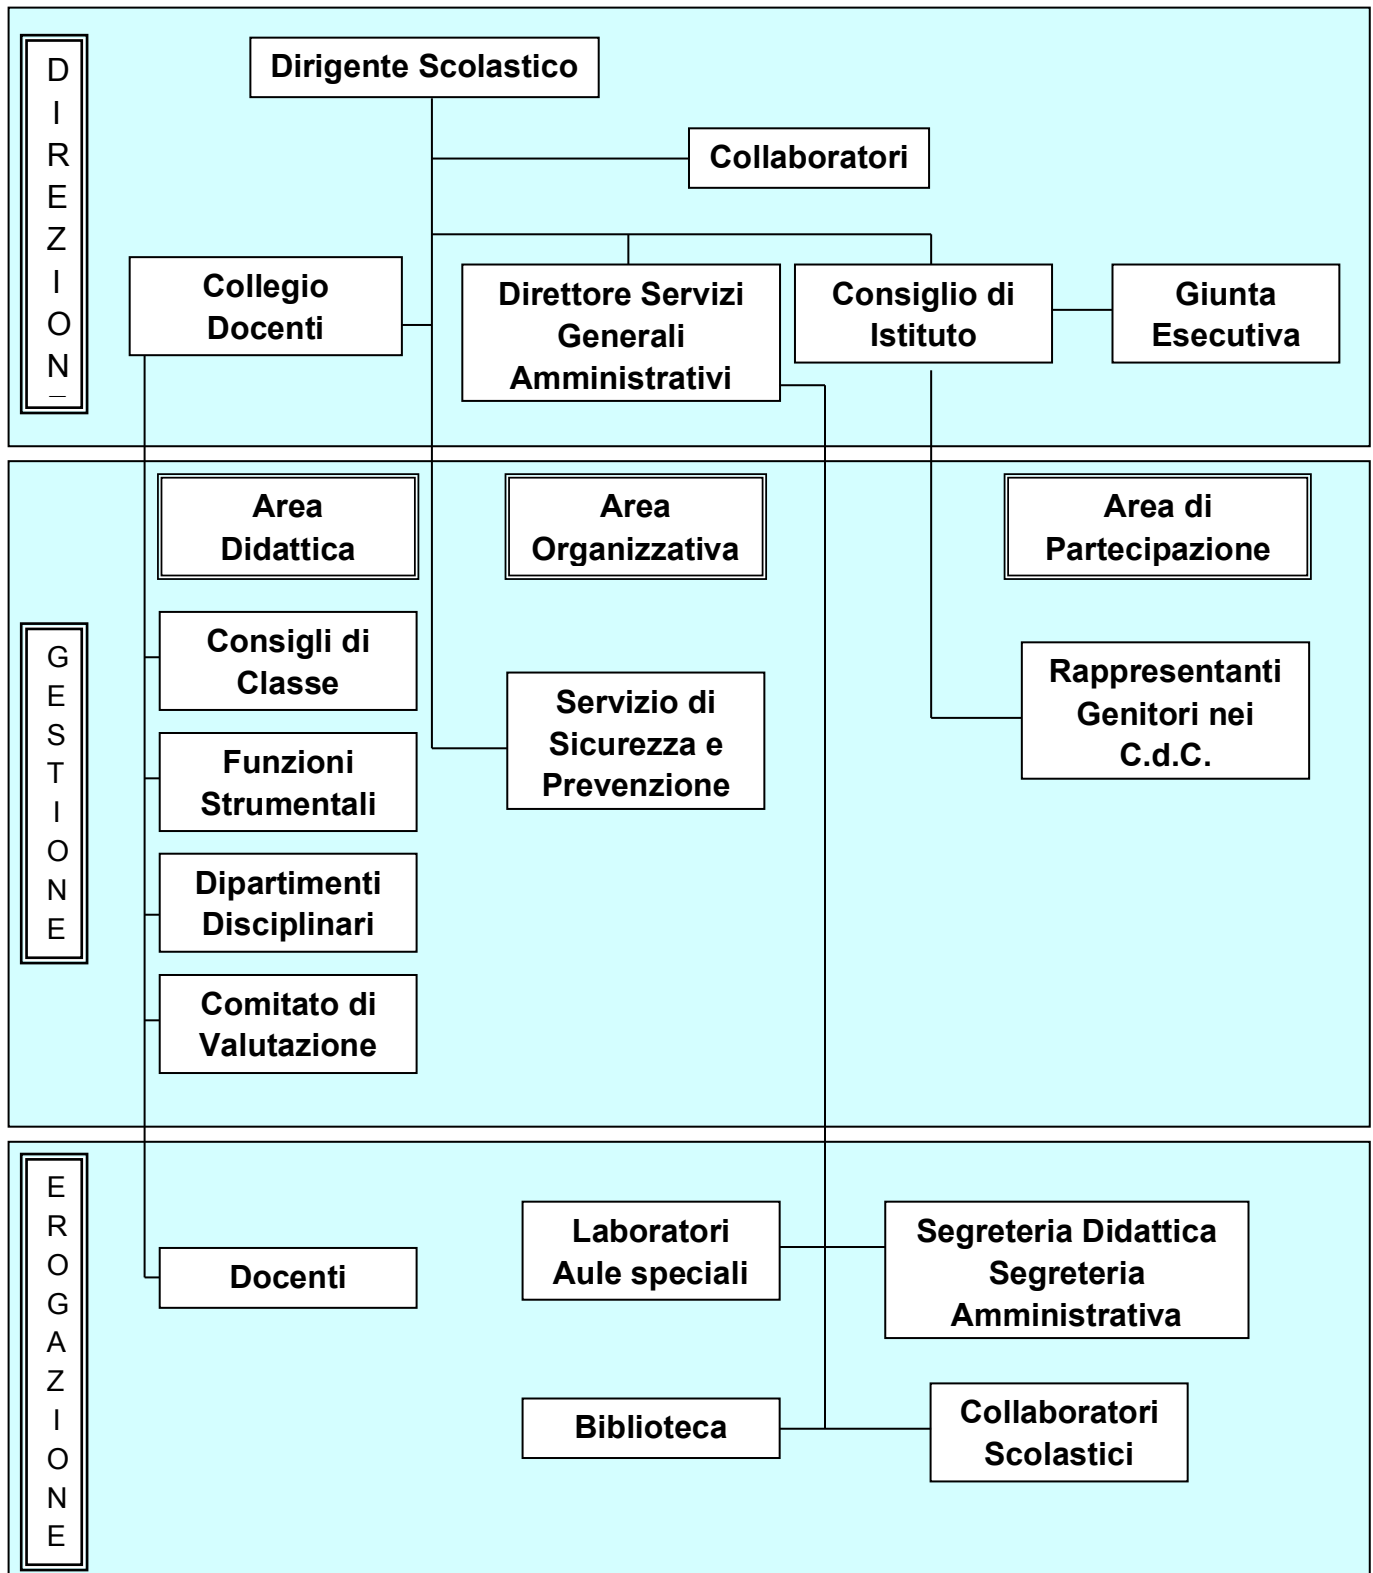 D
I
R
E
Z
I
O
N
Dirigente Scolastico
Collaboratori
Collegio
Docenti
Direttore Servizi
Generali
Amministrativi
Consiglio di
Istituto
Giunta
Esecutiva
G
E
S
T
I
O
N
E
Area
Didattica
Area
Organizzativa
Area di
Partecipazione
Consigli di
Classe
Funzioni
Strumentali
Dipartimenti
Disciplinari
Comitato di
Valutazione
Servizio di
Sicurezza e
Prevenzione
Rappresentanti
Genitori nei
C.d.C.
E
R
O
G
A
Z
I
O
N
E
Docenti
Laboratori
Aule speciali
Segreteria Didattica
Segreteria
Amministrativa
Biblioteca
Collaboratori
Scolastici